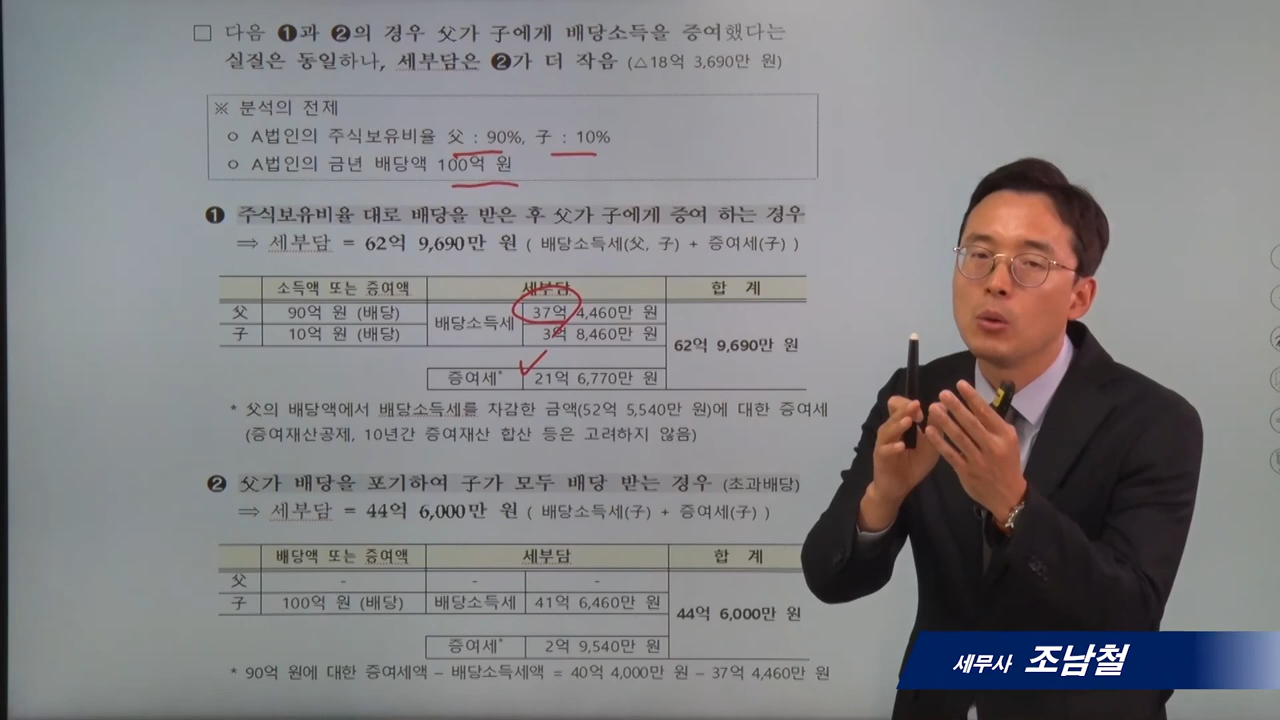 □ 다음 ❶과 ❷의 경우 父가 子에게 배당소득을 증여했다는
실질은 동일하나, 세부담은 ❷가 더 작음 (△18억 3,690만 원)
※ 분석의 전제
ㅇ A법인의 주식보유비율 父 : 90%, 子 : 10%
ㅇ A법인의 금년 배당액 100억 원
❶ 주식보유비율 대로 배당을 받은 후 父가 子에게 증여 하는 경우
⇒ 세부담 = 62억 9,690만 원 ( 배당소득세(父, 子) + 증여세(子) )
소득액 또는 증여액 세부담 합 계
父 90억 원 (배당) 배당소득세 37억 4,460만 원
子 10억 원 (배당) 3억 8,460만 원
62억 9,690만 원
증여세* 21억 6,770만 원
* 父의 배당액에서 배당소득세를 차감한 금액(52억 5,540만 원)에 대한 증여세
(증여재산공제, 10년간 증여재산 합산 등은 고려하지 않음)
❷ 父가 배당을 포기하여 子가 모두 배당 받는 경우 (초과배당)
⇒ 세부담 = 44억 6,000만 원 ( 배당소득세(子) + 증여세(子) )
배당액 또는 증여액 세부담 합 계
父 - - -
子 100억 원 (배당) 배당소득세 41억 6,460만 원
44억 6,000만 원
증여세* 2억 9,540만 원
* 90억 원에 대한 증여세액 - 배당소득세액 = 40억 4,000만 원 - 37억 4,460만 원
세무사 조남철